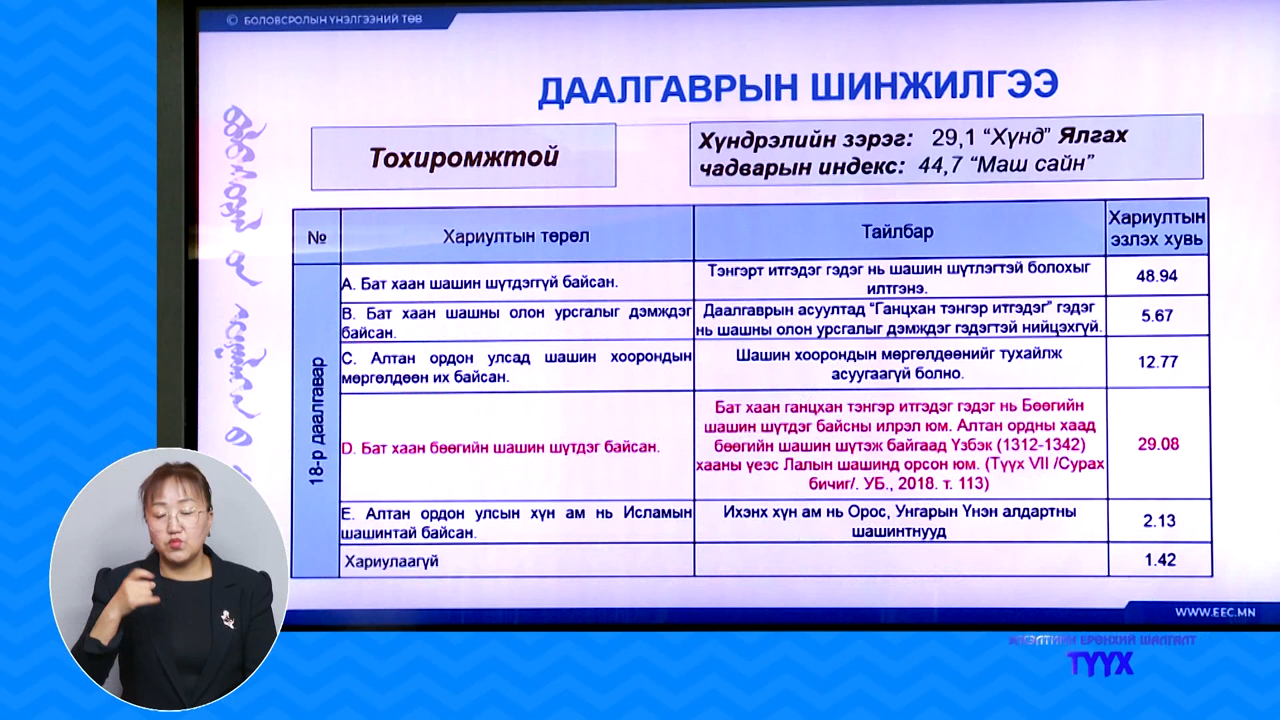 © БОЛОВСРОЛЫН ҮНЭЛГЭЭНИЙ ТӨВ
ДААЛГАВРЫН ШИНЖИЛГЭЭ
Тохиромжтой
Хүндрэлийн зэрэг: 29,1 “Хүнд” Ялгах
чадварын индекс: 44,7 “Маш сайн”
№
Хариултын төрөл
Тайлбар
Хариултын
эзлэх хувь
18-р даалгавар
A. Бат хаан шашин шүтдэггүй байсан.
Тэнгэрт итгэдэг гэдэг нь шашин шүтлэгтэй болохыг
илтгэнэ.
48.94
B. Бат хаан шашны олон урсгалыг дэмждэг
байсан.
Даалгаврын асуултад “Ганцхан тэнгэр итгэдэг” гэдэг
нь шашны олон урсгалыг дэмждэг гэдэгтэй нийцэхгүй.
5.67
C. Алтан ордон улсад шашин хоорондын
мөргөлдөөн их байсан.
Шашин хоорондын мөргөлдөөнийг тухайлж
асуугаагүй болно.
12.77
D. Бат хаан бөөгийн шашин шүтдэг байсан.
Бат хаан ганцхан тэнгэр итгэдэг гэдэг нь Бөөгийн
шашин шүтдэг байсны илрэл юм. Алтан ордны хаад
бөөгийн шашин шүтэж байгаад Үзбэк (1312-1342)
хааны үеэс Лалын шашинд орсон юм. (Түүх VII /Сурах
бичиг/. УБ., 2018. т. 113)
29.08
E. Алтан ордон улсын хүн ам нь Исламын
шашинтай байсан.
Ихэнх хүн ам нь Орос, Унгарын Үнэн алдартны
шашинтнууд
2.13
Хариулаагүй
1.42
WWW.EEC.MN
ЭЛСЭЛТИЙН ЕРӨНХИЙ ШАЛГАЛТ
ТҮҮХ